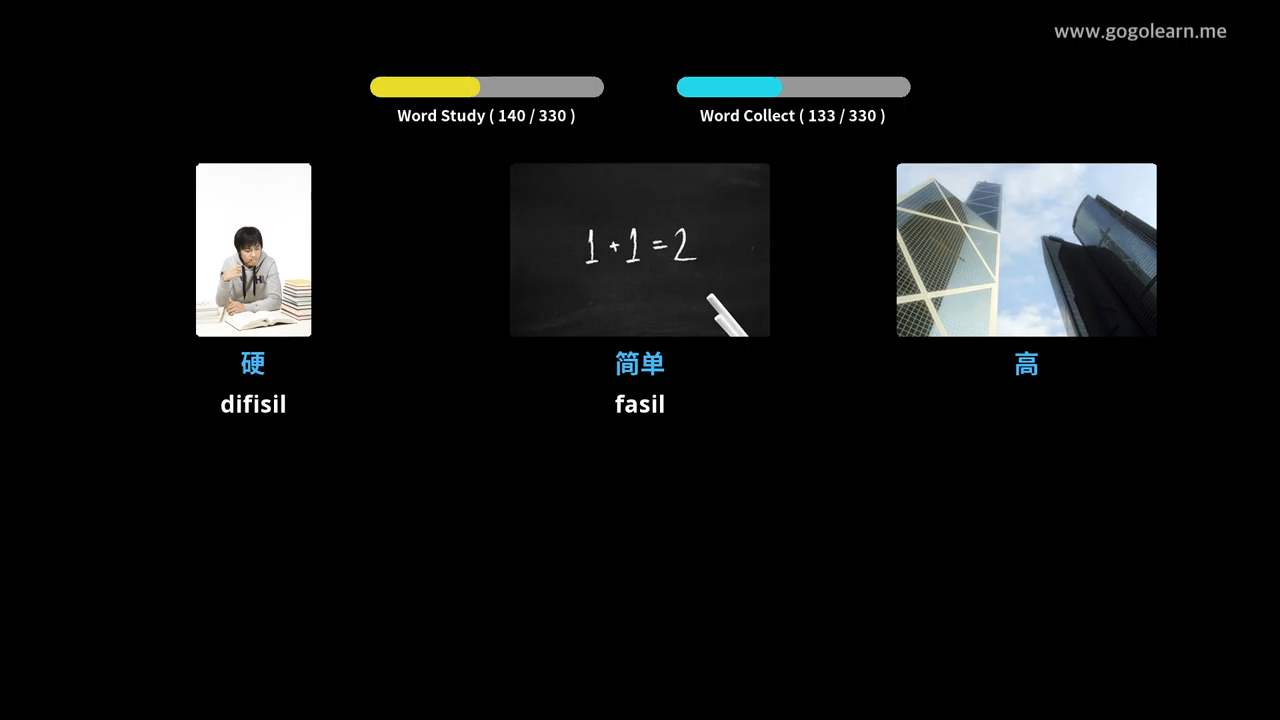 www.gogolearn.me
Word Study ( 140 / 330 )
Word Collect ( 133 / 330 )
1+1=2
硬
简单
高
difisil
fasil